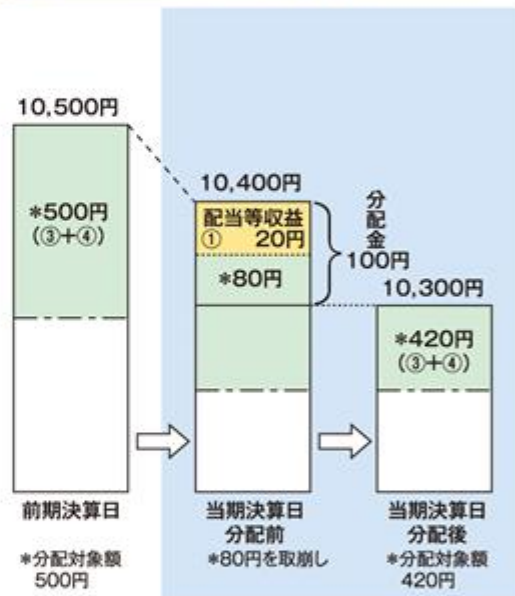 10,500円
*500円
(③+④)
10,400円
配当等収益
① 20円
*80円
分配金
100円
10,300円
*420円
(③+④)
前期決算日
*分配対象額
500円
当期決算日
分配前
*80円を取崩し
当期決算日
分配後
*分配対象額
420円